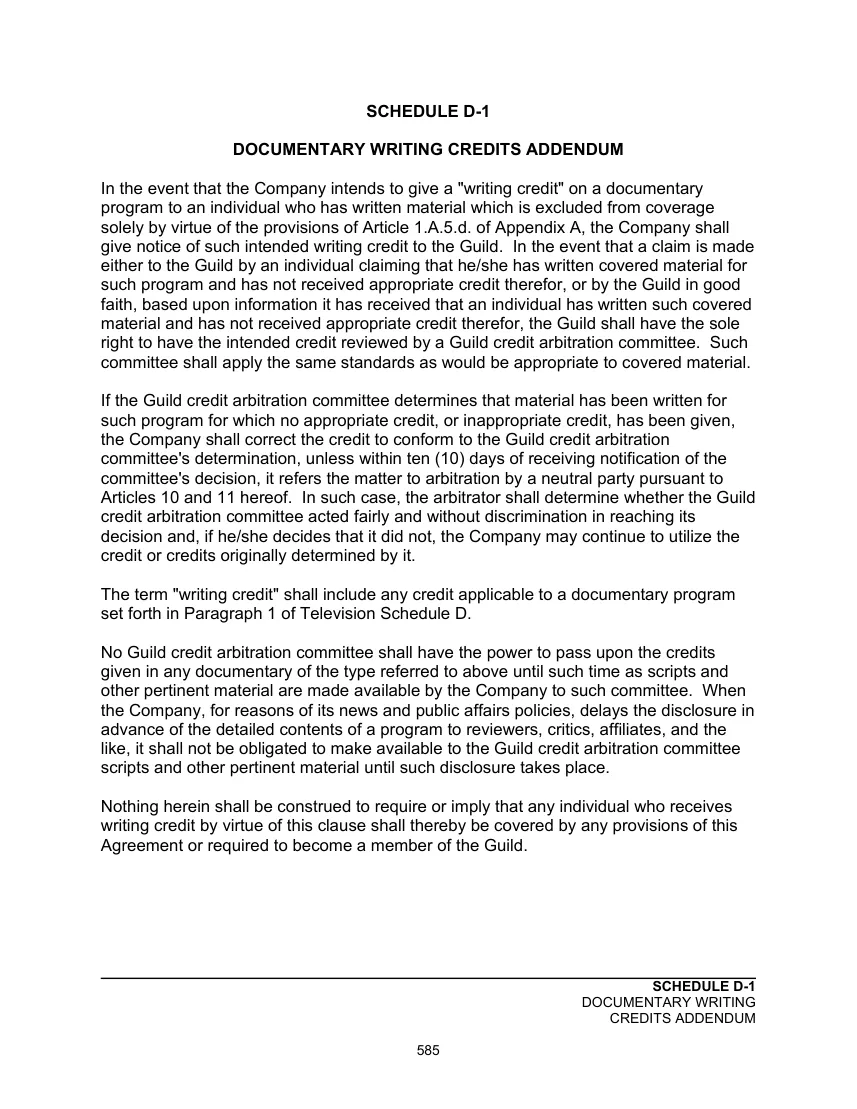 SCHEDULE D-1
DOCUMENTARY WRITING CREDITS ADDENDUM
In the event that the Company intends to give a "writing credit" on a documentary
program to an individual who has written material which is excluded from coverage
solely by virtue of the provisions of Article 1.A.5.d. of Appendix A, the Company shall
give notice of such intended writing credit to the Guild.  In the event that a claim is made
either to the Guild by an individual claiming that he/she has written covered material for
such program and has not received appropriate credit therefor, or by the Guild in good
faith, based upon information it has received that an individual has written such covered
material and has not received appropriate credit therefor, the Guild shall have the sole
right to have the intended credit reviewed by a Guild credit arbitration committee.  Such
committee shall apply the same standards as would be appropriate to covered material.
If the Guild credit arbitration committee determines that material has been written for
such program for which no appropriate credit, or inappropriate credit, has been given,
the Company shall correct the credit to conform to the Guild credit arbitration
committee's determination, unless within ten (10) days of receiving notification of the
committee's decision, it refers the matter to arbitration by a neutral party pursuant to
Articles 10 and 11 hereof.  In such case, the arbitrator shall determine whether the Guild
credit arbitration committee acted fairly and without discrimination in reaching its
decision and, if he/she decides that it did not, the Company may continue to utilize the
credit or credits originally determined by it.
The term "writing credit" shall include any credit applicable to a documentary program
set forth in Paragraph 1 of Television Schedule D.
No Guild credit arbitration committee shall have the power to pass upon the credits
given in any documentary of the type referred to above until such time as scripts and
other pertinent material are made available by the Company to such committee.  When
the Company, for reasons of its news and public affairs policies, delays the disclosure in
advance of the detailed contents of a program to reviewers, critics, affiliates, and the
like, it shall not be obligated to make available to the Guild credit arbitration committee
scripts and other pertinent material until such disclosure takes place.
Nothing herein shall be construed to require or imply that any individual who receives
writing credit by virtue of this clause shall thereby be covered by any provisions of this
Agreement or required to become a member of the Guild.
SCHEDULE D-1
DOCUMENTARY WRITING
CREDITS ADDENDUM
585